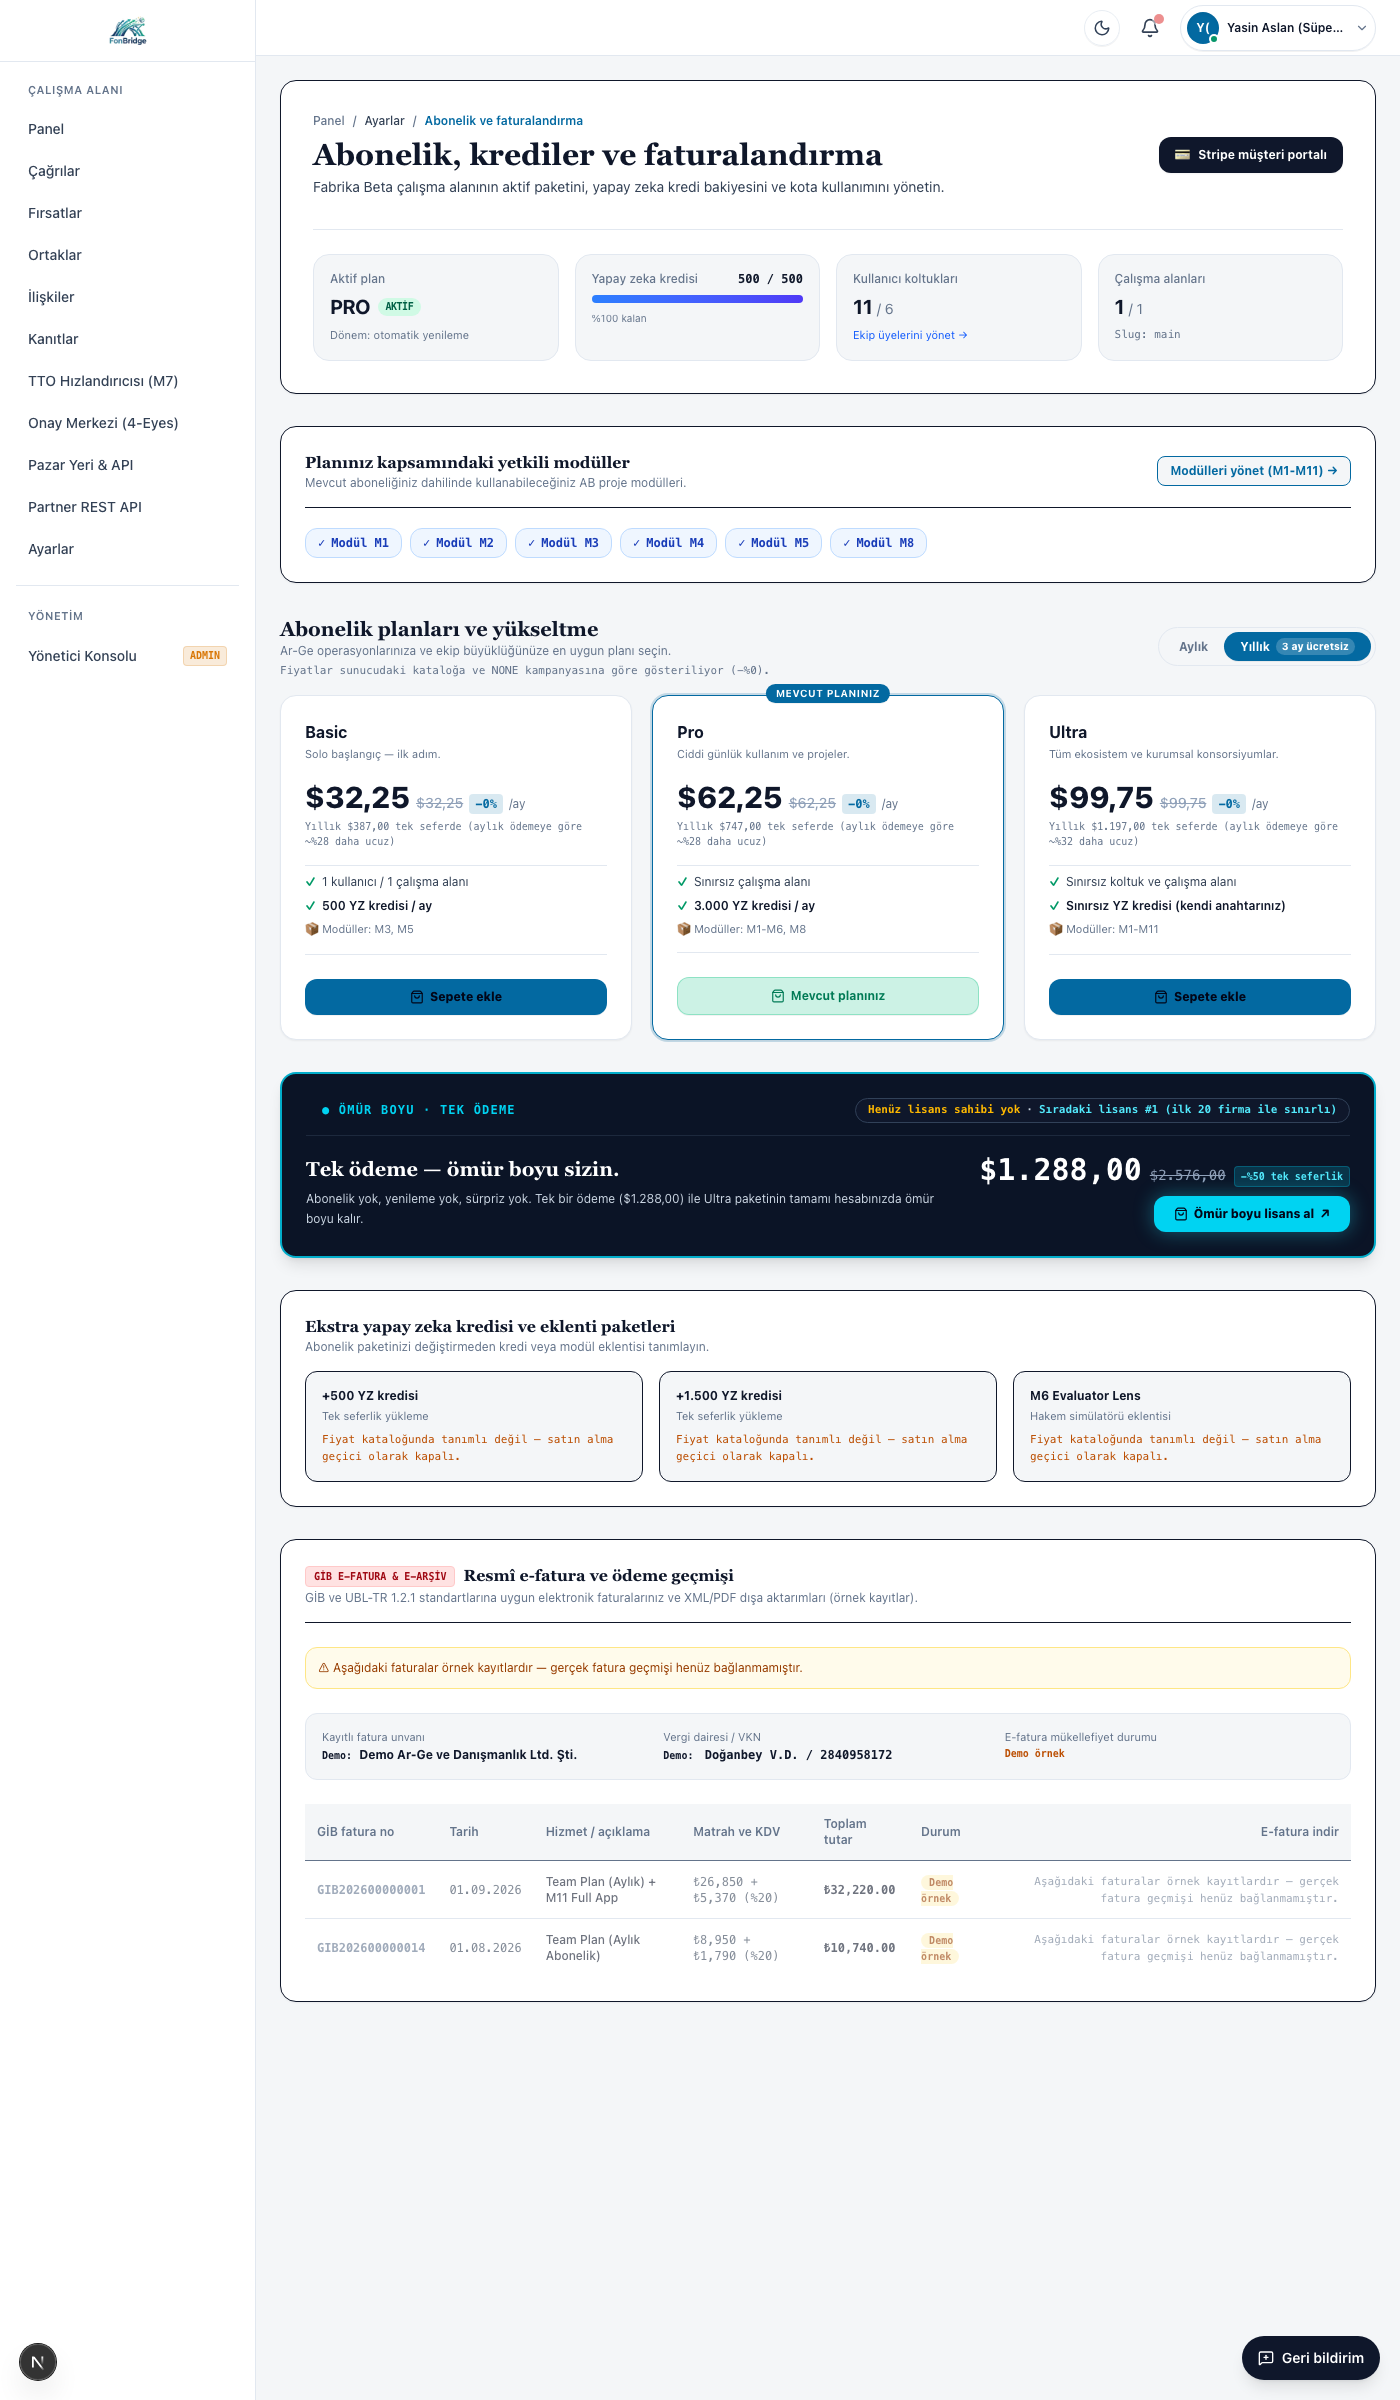 FonBridge
Y(
Yasin Aslan (Süpe...
ÇALIŞMA ALANI
Panel
Çağrılar
Fırsatlar
Ortaklar
İlişkiler
Kanıtlar
TTO Hızlandırıcısı (M7)
Onay Merkezi (4-Eyes)
Pazar Yeri & API
Partner REST API
Ayarlar
YÖNETİM
Yönetici Konsolu ADMIN
Panel / Ayarlar / Abonelik ve faturalandırma
Abonelik, krediler ve faturalandırma
Fabrika Beta çalışma alanının aktif paketini, yapay zeka kredi bakiyesini ve kota kullanımını yönetin.
Stripe müşteri portalı
Aktif plan
PRO AKTİF
Dönem: otomatik yenileme
Yapay zeka kredisi 500 / 500
%100 kalan
Kullanıcı koltukları
11 / 6
Ekip üyelerini yönet →
Çalışma alanları
1 / 1
Slug: main
Planınız kapsamındaki yetkili modüller
Mevcut aboneliğiniz dahilinde kullanabileceğiniz AB proje modülleri.
Modülleri yönet (M1-M11) →
✓ Modül M1
✓ Modül M2
✓ Modül M3
✓ Modül M4
✓ Modül M5
✓ Modül M8
Abonelik planları ve yükseltme
Ar-Ge operasyonlarınıza ve ekip büyüklüğünüze en uygun planı seçin.
Fiyatlar sunucudaki kataloğa ve NONE kampanyasına göre gösteriliyor (−%0).
Aylık Yıllık 3 ay ücretsiz
Basic
Solo başlangıç — ilk adım.
$32,25 $32,25 −0% /ay
Yıllık $387,00 tek seferde (aylık ödemeye göre
~%28 daha ucuz)
✓ 1 kullanıcı / 1 çalışma alanı
✓ 500 YZ kredisi / ay
📦 Modüller: M3, M5
Sepete ekle
MEVCUT PLANINIZ
Pro
Ciddi günlük kullanım ve projeler.
$62,25 $62,25 −0% /ay
Yıllık $747,00 tek seferde (aylık ödemeye göre
~%28 daha ucuz)
✓ Sınırsız çalışma alanı
✓ 3.000 YZ kredisi / ay
📦 Modüller: M1-M6, M8
Mevcut planınız
Ultra
Tüm ekosistem ve kurumsal konsorsiyumlar.
$99,75 $99,75 −0% /ay
Yıllık $1.197,00 tek seferde (aylık ödemeye göre
~%32 daha ucuz)
✓ Sınırsız koltuk ve çalışma alanı
✓ Sınırsız YZ kredisi (kendi anahtarınız)
📦 Modüller: M1-M11
Sepete ekle
● ÖMÜR BOYU · TEK ÖDEME
Henüz lisans sahibi yok · Sıradaki lisans #1 (ilk 20 firma ile sınırlı)
Tek ödeme — ömür boyu sizin.
Abonelik yok, yenileme yok, sürpriz yok. Tek bir ödeme ($1.288,00) ile Ultra paketinin tamamı hesabınızda ömür
boyu kalır.
$1.288,00 $2.576,00 −%50 tek seferlik
Ömür boyu lisans al ↗
Ekstra yapay zeka kredisi ve eklenti paketleri
Abonelik paketinizi değiştirmeden kredi veya modül eklentisi tanımlayın.
+500 YZ kredisi
Tek seferlik yükleme
Fiyat kataloğunda tanımlı değil — satın alma
geçici olarak kapalı.
+1.500 YZ kredisi
Tek seferlik yükleme
Fiyat kataloğunda tanımlı değil — satın alma
geçici olarak kapalı.
M6 Evaluator Lens
Hakem simülatörü eklentisi
Fiyat kataloğunda tanımlı değil — satın alma
geçici olarak kapalı.
GİB E-FATURA & E-ARŞİV Resmî e-fatura ve ödeme geçmişi
GİB ve UBL-TR 1.2.1 standartlarına uygun elektronik faturalarınız ve XML/PDF dışa aktarımları (örnek kayıtlar).
⚠ Aşağıdaki faturalar örnek kayıtlardır — gerçek fatura geçmişi henüz bağlanmamıştır.
Kayıtlı fatura unvanı
Demo: Demo Ar-Ge ve Danışmanlık Ltd. Şti.
Vergi dairesi / VKN
Demo: Doğanbey V.D. / 2840958172
E-fatura mükellefiyet durumu
Demo örnek
GİB fatura no Tarih Hizmet / açıklama Matrah ve KDV Toplam tutar Durum E-fatura indir
GIB202600000001 01.09.2026 Team Plan (Aylık) + M11 Full App ₺26,850 + ₺5,370 (%20) ₺32,220.00 Demo örnek Aşağıdaki faturalar örnek kayıtlardır — gerçek fatura geçmişi henüz bağlanmamıştır.
GIB202600000014 01.08.2026 Team Plan (Aylık Abonelik) ₺8,950 + ₺1,790 (%20) ₺10,740.00 Demo örnek Aşağıdaki faturalar örnek kayıtlardır — gerçek fatura geçmişi henüz bağlanmamıştır.
N
Geri bildirim